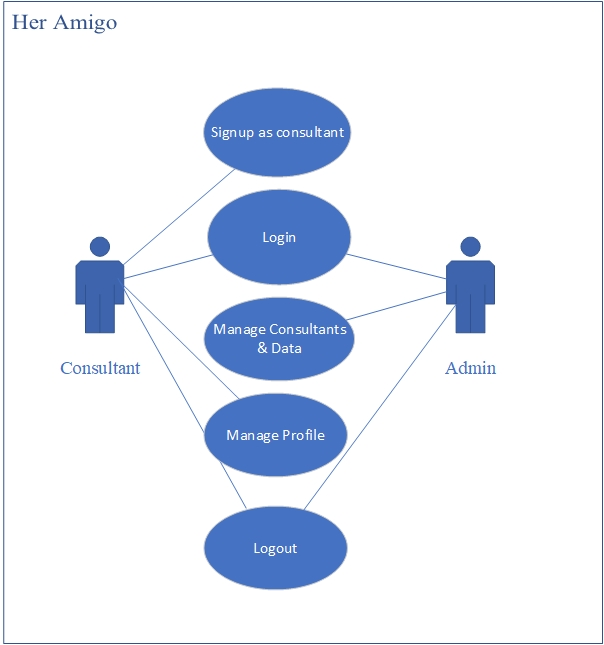 Her Amigo
Signup as consultant
Login
Manage Consultants
& Data
Consultant
Admin
Manage Profile
Logout